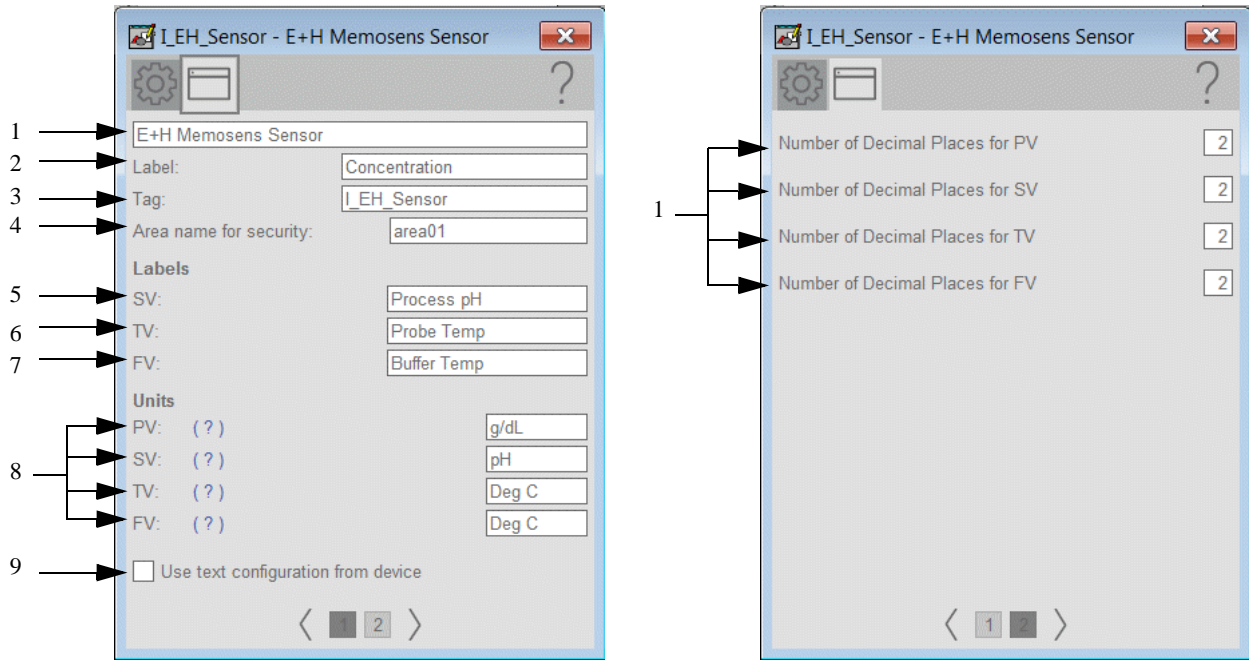 I_EH_Sensor - E+H Memosens Sensor
?
1 E+H Memosens Sensor
2 Label: Concentration
3 Tag: I_EH_Sensor
4 Area name for security: area01
Labels
5 SV: Process pH
6 TV: Probe Temp
7 FV: Buffer Temp
Units
PV: ( ? ) g/dL
8 SV: ( ? ) pH
TV: ( ? ) Deg C
FV: ( ? ) Deg C
9 Use text configuration from device
1 2
I_EH_Sensor - E+H Memosens Sensor
?
Number of Decimal Places for PV 2
Number of Decimal Places for SV 2
1
Number of Decimal Places for TV 2
Number of Decimal Places for FV 2
1 2